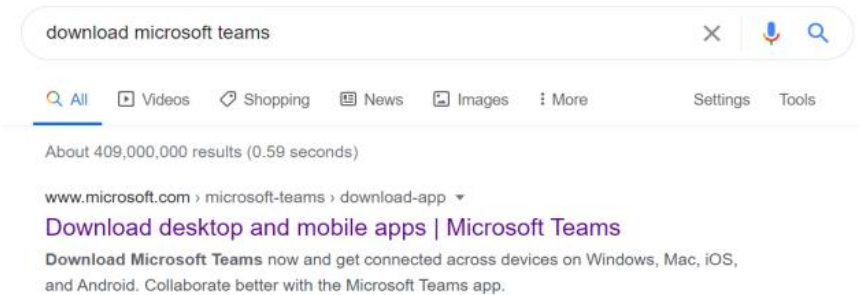 download microsoft teams
All Videos Shopping News Images More Settings Tools
About 409,000,000 results (0.59 seconds)
www.microsoft.com › microsoft-teams › download-app
Download desktop and mobile apps | Microsoft Teams
Download Microsoft Teams now and get connected across devices on Windows, Mac, iOS,
and Android. Collaborate better with the Microsoft Teams app.